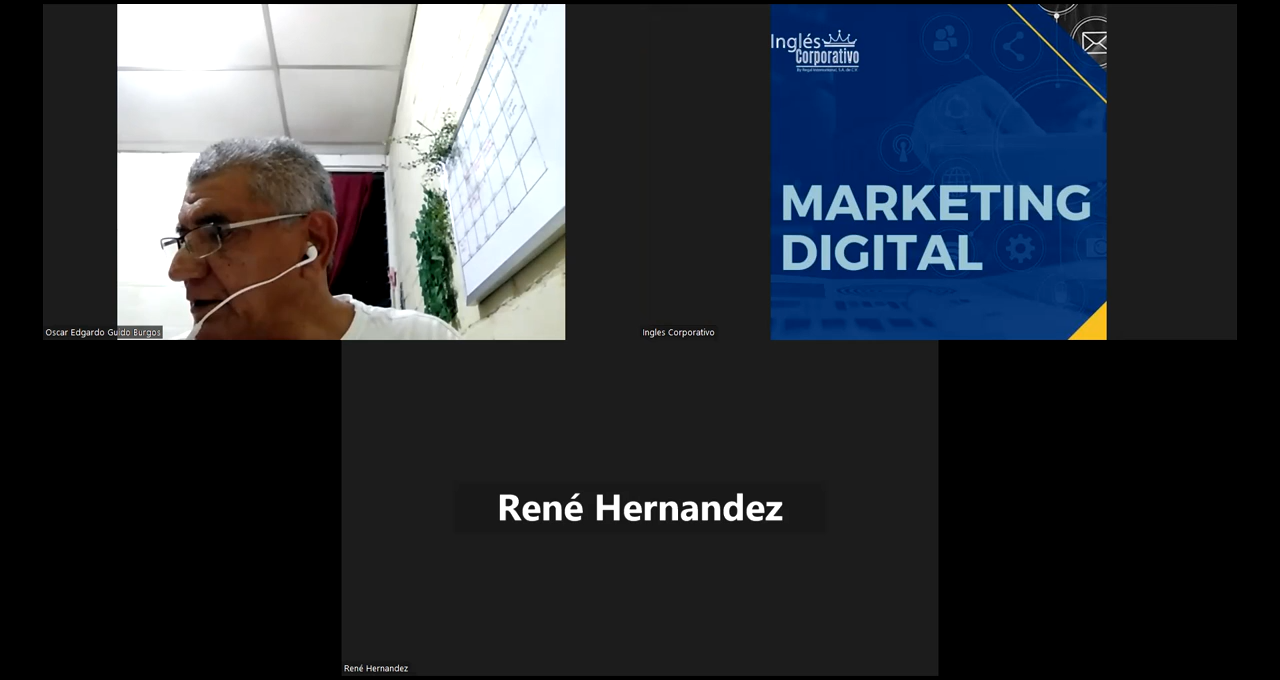 Inglés
Corporativo
MARKETING
DIGITAL
Oscar Edgardo Guido Burgos
Ingles Corporativo
René Hernandez
René Hernandez